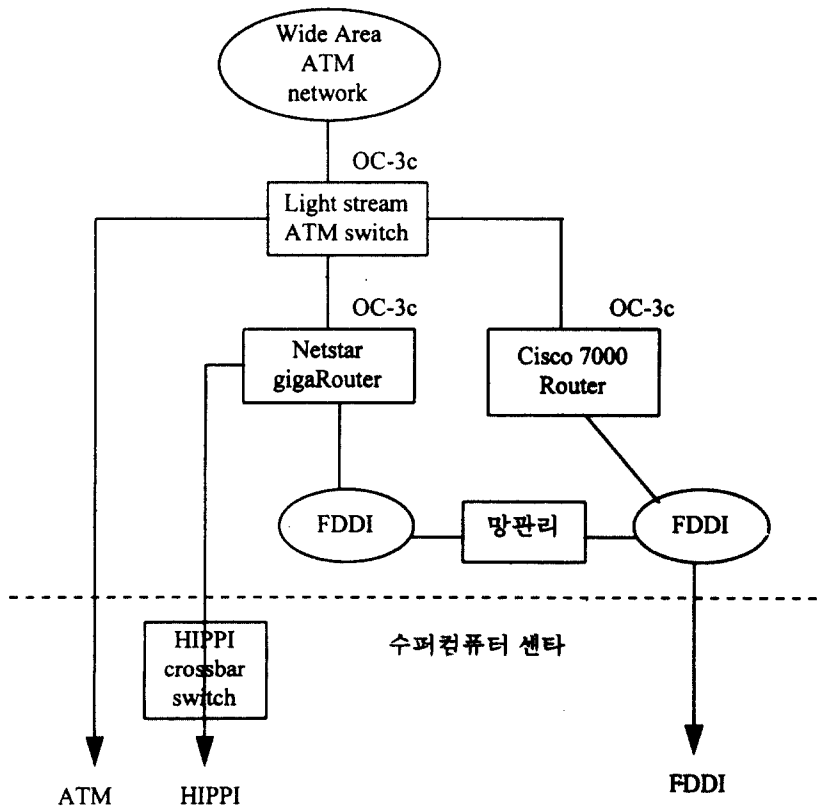 Wide Area
ATM
network
OC-3c
Light stream
ATM switch
OC-3c
OC-3c
Netstar
gigaRouter
Cisco 7000
Router
FDDI
망관리
FDDI
수퍼컴퓨터 센타
HIPPI
crossbar
switch
ATM
HIPPI
FDDI